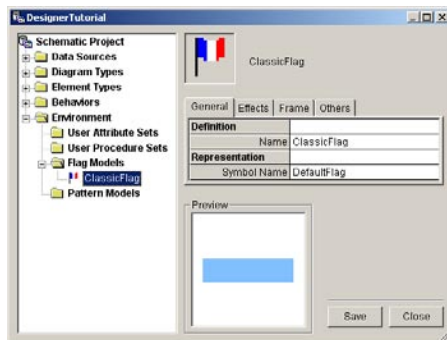 DesignerTutorial
Schematic Project
Data Sources
Diagram Types
Element Types
Behaviors
Environment
User Attribute Sets
User Procedure Sets
Flag Models
ClassicFlag
Pattern Models
ClassicFlag
General Effects Frame Others
Definition
Name ClassicFlag
Representation
Symbol Name DefaultFlag
Preview
Save Close